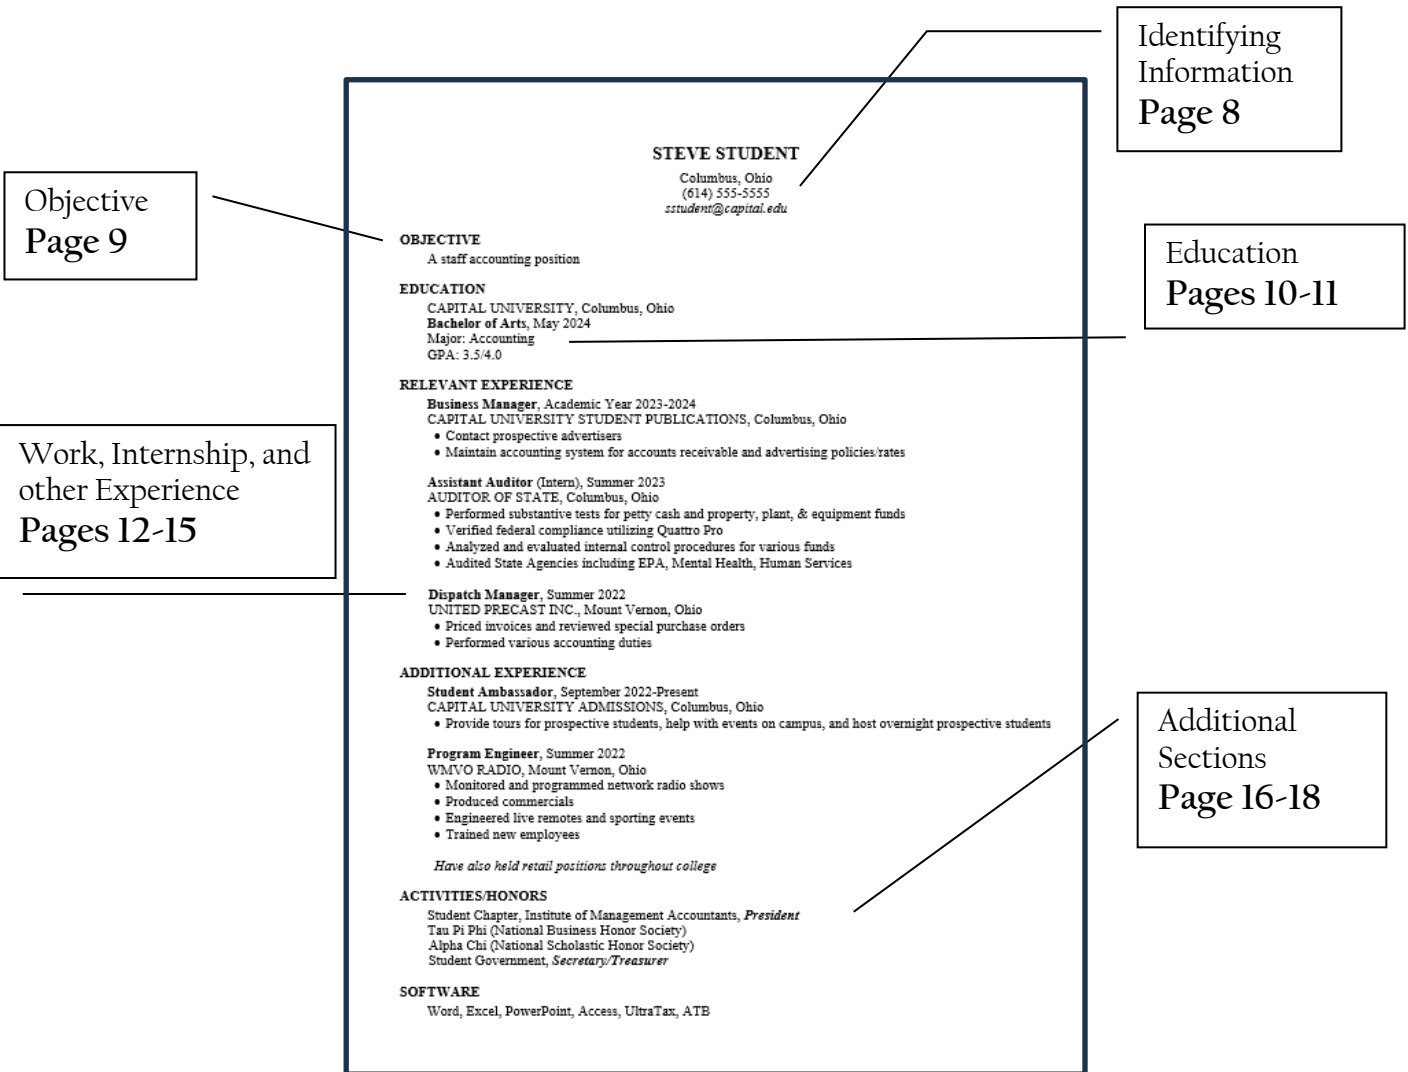 Identifying
Information
Page 8
STEVE STUDENT
Columbus, Ohio
(614) 555-5555
sstudent@capital.edu
Objective
Page 9
OBJECTIVE
A staff accounting position
Education
Pages 10-11
EDUCATION
CAPITAL UNIVERSITY, Columbus, Ohio
Bachelor of Arts, May 2024
Major: Accounting
GPA: 3.5/4.0
RELEVANT EXPERIENCE
Business Manager, Academic Year 2023-2024
CAPITAL UNIVERSITY STUDENT PUBLICATIONS, Columbus, Ohio
• Contact prospective advertisers
• Maintain accounting system for accounts receivable and advertising policies/rates
Work, Internship, and
other Experience
Pages 12-15
Assistant Auditor (Intern), Summer 2023
AUDITOR OF STATE, Columbus, Ohio
• Performed substantive tests for petty cash and property, plant, & equipment funds
• Verified federal compliance utilizing Quattro Pro
• Analyzed and evaluated internal control procedures for various funds
• Audited State Agencies including EPA, Mental Health, Human Services
Dispatch Manager, Summer 2022
UNITED PRECAST INC., Mount Vernon, Ohio
• Priced invoices and reviewed special purchase orders
• Performed various accounting duties
ADDITIONAL EXPERIENCE
Student Ambassador, September 2022-Present
CAPITAL UNIVERSITY ADMISSIONS, Columbus, Ohio
• Provide tours for prospective students, help with events on campus, and host overnight prospective students
Additional
Sections
Page 16-18
Program Engineer, Summer 2022
WMVO RADIO, Mount Vernon, Ohio
• Monitored and programmed network radio shows
• Produced commercials
• Engineered live remotes and sporting events
• Trained new employees
Have also held retail positions throughout college
ACTIVITIES/HONORS
Student Chapter, Institute of Management Accountants, President
Tau Pi Phi (National Business Honor Society)
Alpha Chi (National Scholastic Honor Society)
Student Government, Secretary/Treasurer
SOFTWARE
Word, Excel, PowerPoint, Access, UltraTax, ATB